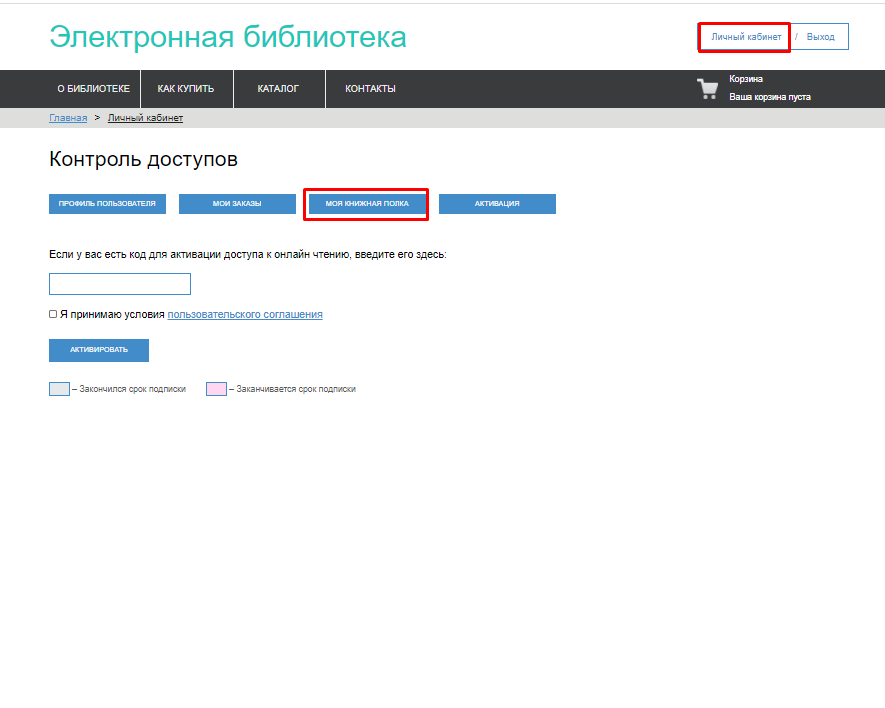 Электронная библиотека
Личный кабинет / Выход
О БИБЛИОТЕКЕ
КАК КУПИТЬ
КАТАЛОГ
КОНТАКТЫ
Корзина
Ваша корзина пуста
Главная > Личный кабинет
Контроль доступов
ПРОФИЛЬ ПОЛЬЗОВАТЕЛЯ
МОИ ЗАКАЗЫ
МОЯ КНИЖНАЯ ПОЛКА
АКТИВАЦИЯ
Если у вас есть код для активации доступа к онлайн чтению, введите его здесь:
Я принимаю условия пользовательского соглашения
АКТИВИРОВАТЬ
– Закончился срок подписки
– Заканчивается срок подписки